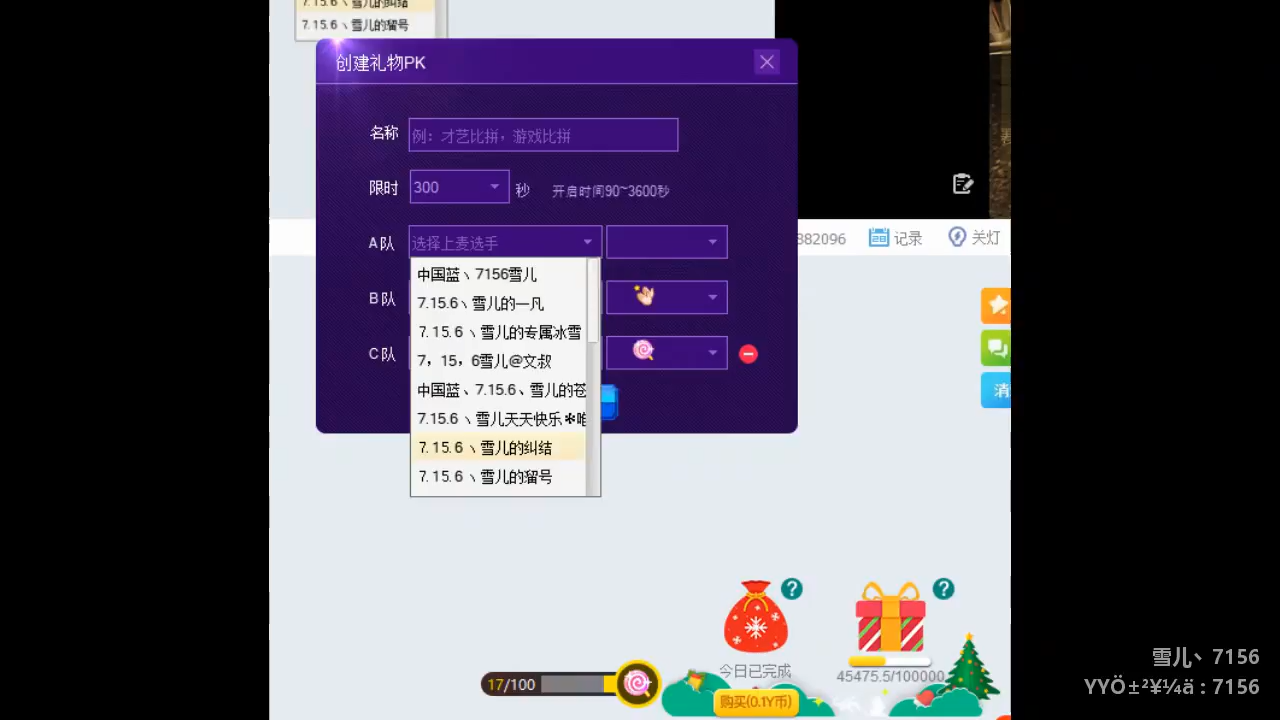 7.15.6丶雪儿的纠结
7.15.6丶雪儿的留号
创建礼物PK
名称
例：才艺比拼，游戏比拼
限时
300
秒
开启时间90~3600秒
A队
选择上麦选手
382096
记录
关灯
中国蓝丶7156雪儿
B队
7.15.6丶雪儿的一凡
7.15.6丶雪儿的专属冰雪
C队
7，15，6雪儿@文叔
中国蓝、7.15.6、雪儿的苍
清
7.15.6丶雪儿天天快乐✻唯
7.15.6丶雪儿的纠结
7.15.6丶雪儿的留号
?
?
今日已完成
45475.5/100000
17/100
购买(0.1Y币)
雪儿丶 7156
YYÖ±²¥¼ä : 7156